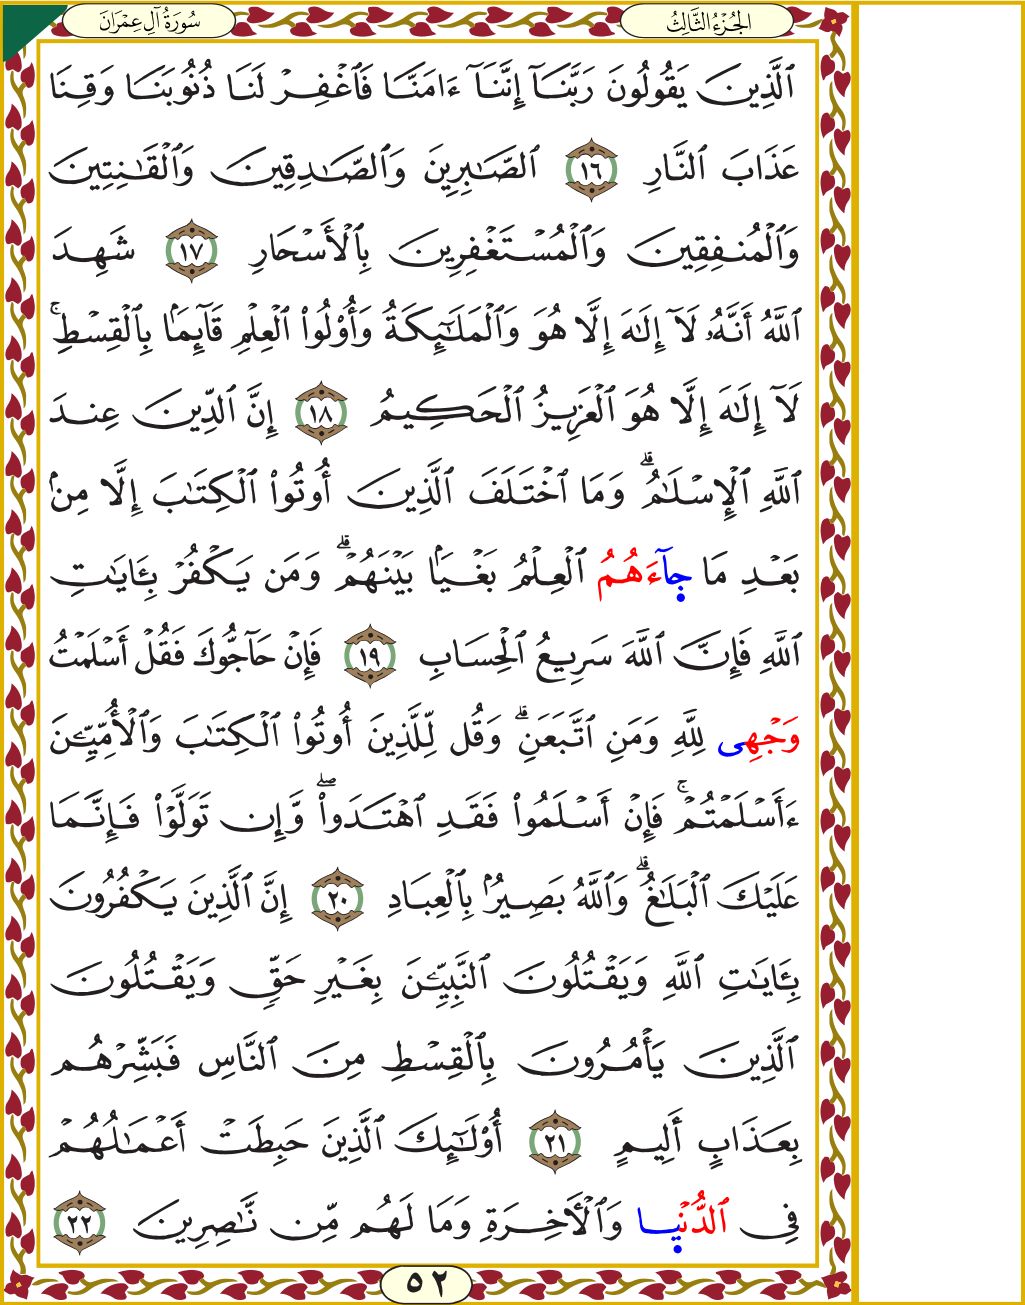 الجُزْءُ الثَّالِثُ
سُورَةُ آلِ عِمْرَانَ
ٱلَّذِينَ يَقُولُونَ رَبَّنَآ إِنَّنَآ ءَامَنَّا فَٱغْفِرْ لَنَا ذُنُوبَنَا وَقِنَا
عَذَابَ ٱلنَّارِ ١٦ ٱلصَّـٰبِرِينَ وَٱلصَّـٰدِقِينَ وَٱلْقَـٰنِتِينَ
وَٱلْمُنفِقِينَ وَٱلْمُسْتَغْفِرِينَ بِٱلْأَسْحَارِ ١٧ شَهِدَ
ٱللَّهُ أَنَّهُۥ لَآ إِلَـٰهَ إِلَّا هُوَ وَٱلْمَلَـٰٓئِكَةُ وَأُو۟لُوا۟ ٱلْعِلْمِ قَآئِمَۢا بِٱلْقِسْطِ ۚ
لَآ إِلَـٰهَ إِلَّا هُوَ ٱلْعَزِيزُ ٱلْحَكِيمُ ١٨ إِنَّ ٱلدِّينَ عِندَ
ٱللَّهِ ٱلْإِسْلَـٰمُ ۗ وَمَا ٱخْتَلَفَ ٱلَّذِينَ أُوتُوا۟ ٱلْكِتَـٰبَ إِلَّا مِنۢ
بَعْدِ مَا جَآءَهُمُ ٱلْعِلْمُ بَغْيَۢا بَيْنَهُمْ ۗ وَمَن يَكْفُرْ بِـَٔايَـٰتِ
ٱللَّهِ فَإِنَّ ٱللَّهَ سَرِيعُ ٱلْحِسَابِ ١٩ فَإِنْ حَآجُّوكَ فَقُلْ أَسْلَمْتُ
وَجْهِى لِلَّهِ وَمَنِ ٱتَّبَعَنِ ۗ وَقُل لِّلَّذِينَ أُوتُوا۟ ٱلْكِتَـٰبَ وَٱلْأُمِّيِّـۧنَ
ءَأَسْلَمْتُمْ ۚ فَإِنْ أَسْلَمُوا۟ فَقَدِ ٱهْتَدَوا۟ ۖ وَّإِن تَوَلَّوْا۟ فَإِنَّمَا
عَلَيْكَ ٱلْبَلَـٰغُ ۗ وَٱللَّهُ بَصِيرٌۢ بِٱلْعِبَادِ ٢٠ إِنَّ ٱلَّذِينَ يَكْفُرُونَ
بِـَٔايَـٰتِ ٱللَّهِ وَيَقْتُلُونَ ٱلنَّبِيِّـۧنَ بِغَيْرِ حَقٍّ وَيَقْتُلُونَ
ٱلَّذِينَ يَأْمُرُونَ بِٱلْقِسْطِ مِنَ ٱلنَّاسِ فَبَشِّرْهُم
بِعَذَابٍ أَلِيمٍ ٢١ أُو۟لَـٰٓئِكَ ٱلَّذِينَ حَبِطَتْ أَعْمَـٰلُهُمْ
فِى ٱلدُّنْيَا وَٱلْـَٔاخِرَةِ وَمَا لَهُم مِّن نَّـٰصِرِينَ ٢٢
٥٢